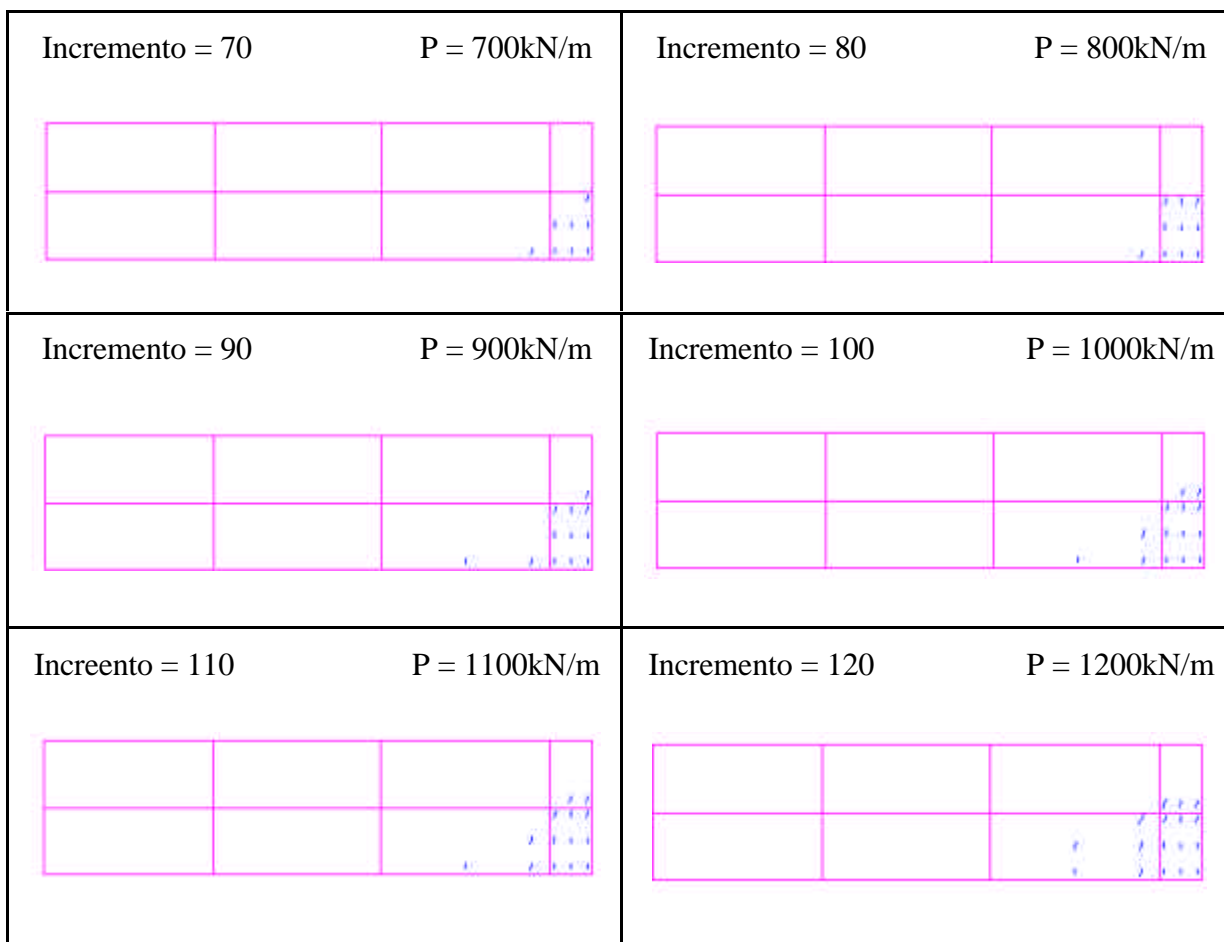 Incremento = 70 P = 700kN/m
Incremento = 80 P = 800kN/m
Incremento = 90 P = 900kN/m
Incremento = 100 P = 1000kN/m
Increento = 110 P = 1100kN/m
Incremento = 120 P = 1200kN/m